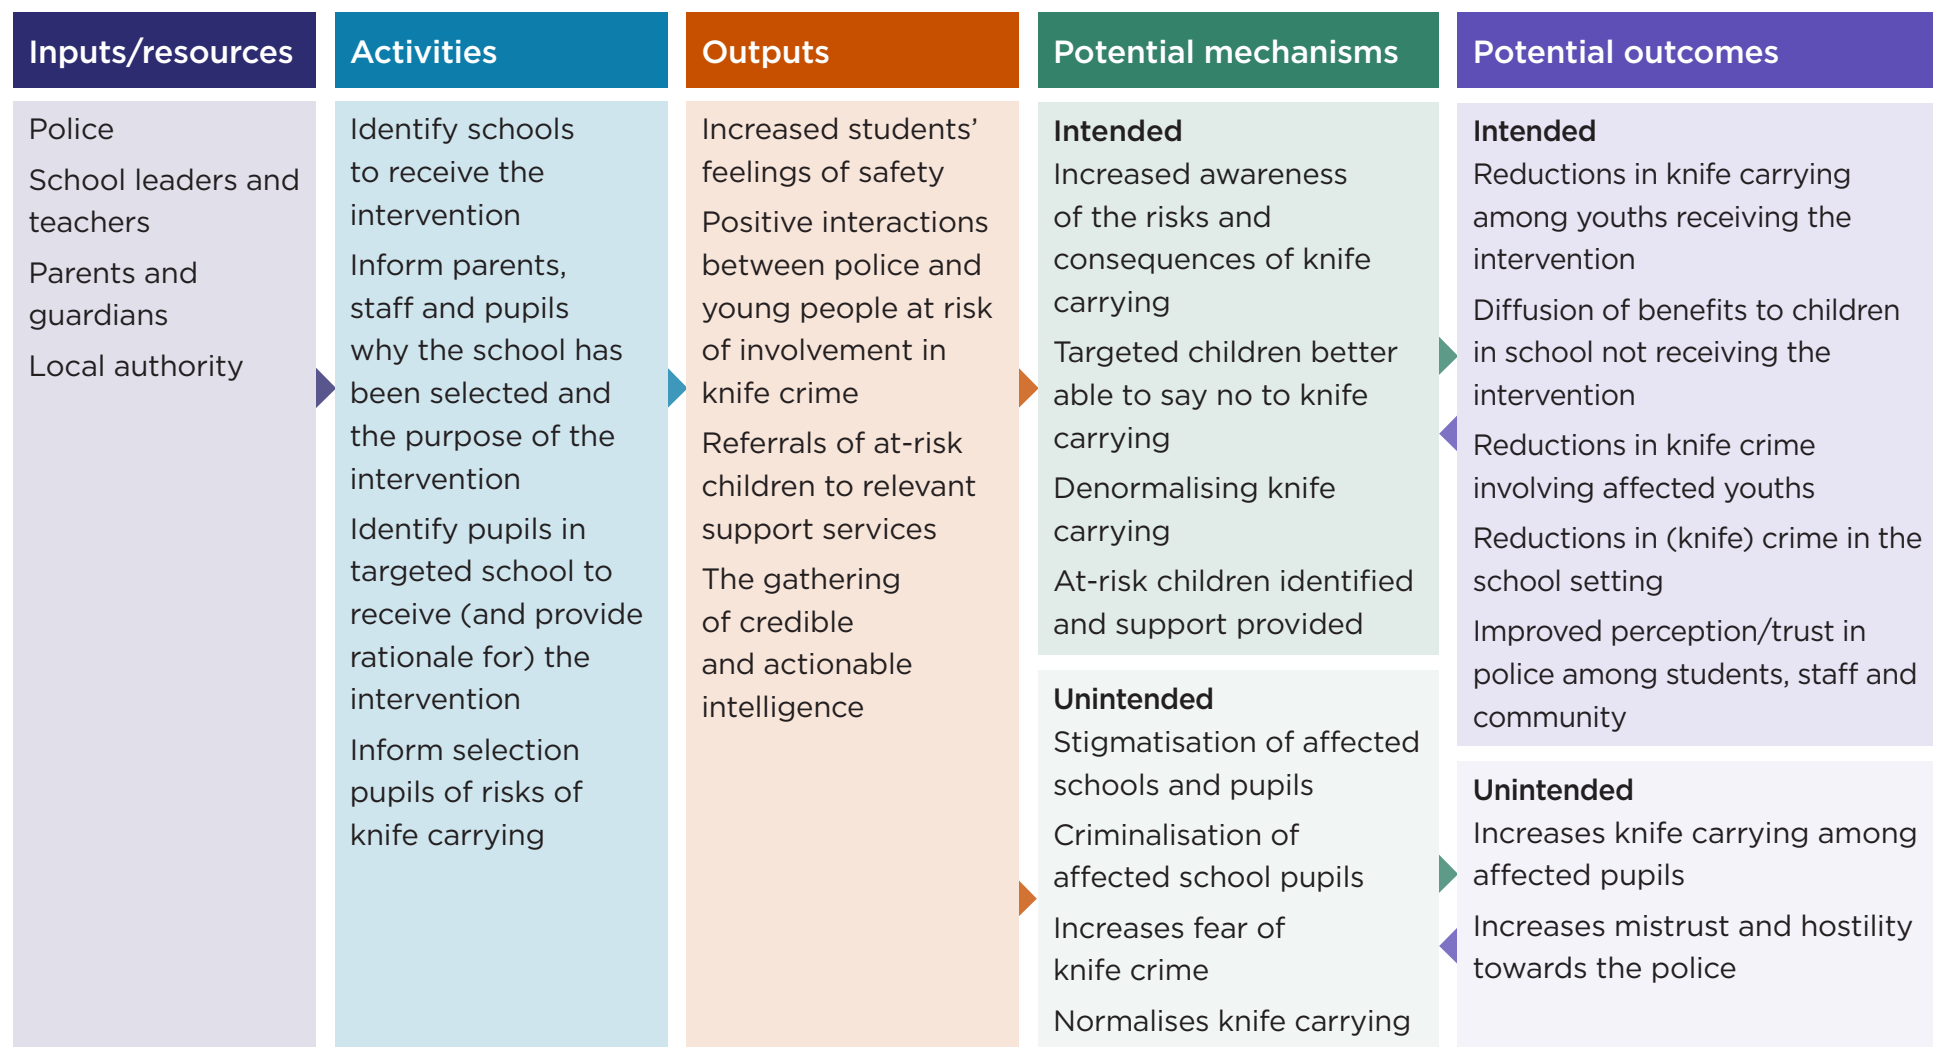 Inputs/resources
Police
School leaders and
teachers
Parents and
guardians
Local authority
Activities
Identify schools
to receive the
intervention
Inform parents,
staff and pupils
why the school has
been selected and
the purpose of the
intervention
Identify pupils in
targeted school to
receive (and provide
rationale for) the
intervention
Inform selection
pupils of risks of
knife carrying
Outputs
Increased students’
feelings of safety
Positive interactions
between police and
young people at risk
of involvement in
knife crime
Referrals of at-risk
children to relevant
support services
The gathering
of credible
and actionable
intelligence
Potential mechanisms
Intended
Increased awareness
of the risks and
consequences of knife
carrying
Targeted children better
able to say no to knife
carrying
Denormalising knife
carrying
At-risk children identified
and support provided
Unintended
Stigmatisation of affected
schools and pupils
Criminalisation of
affected school pupils
Increases fear of
knife crime
Normalises knife carrying
Potential outcomes
Intended
Reductions in knife carrying
among youths receiving the
intervention
Diffusion of benefits to children
in school not receiving the
intervention
Reductions in knife crime
involving affected youths
Reductions in (knife) crime in the
school setting
Improved perception/trust in
police among students, staff and
community
Unintended
Increases knife carrying among
affected pupils
Increases mistrust and hostility
towards the police